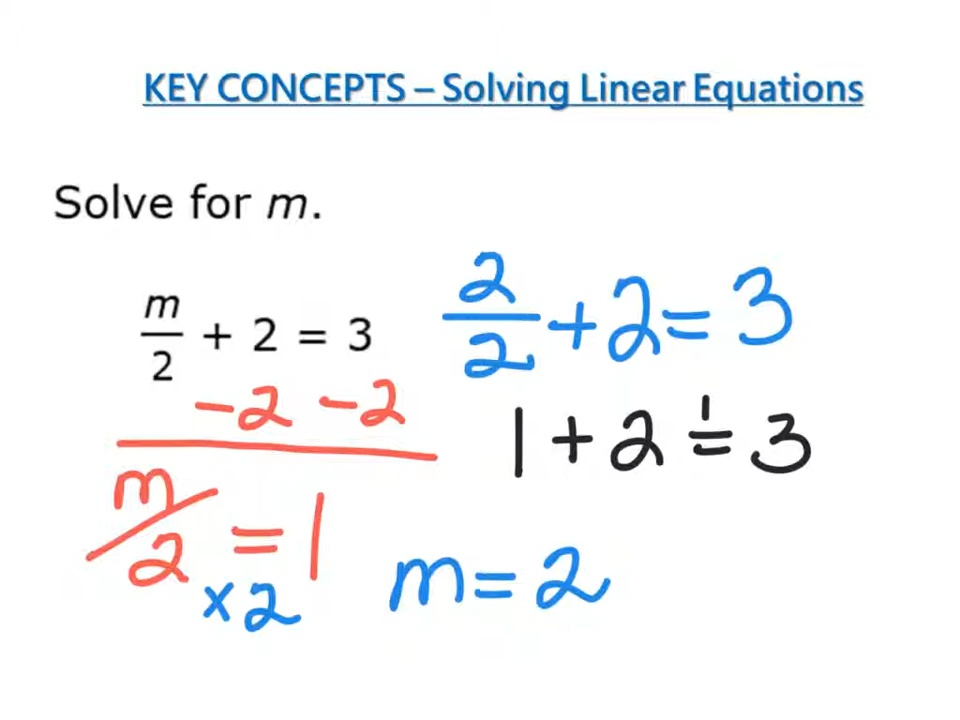 KEY CONCEPTS – Solving Linear Equations
Solve for m.
m/2 + 2 = 3
-2 -2
m/2 = 1
×2
2/2 + 2 = 3
1 + 2 = 3
m = 2